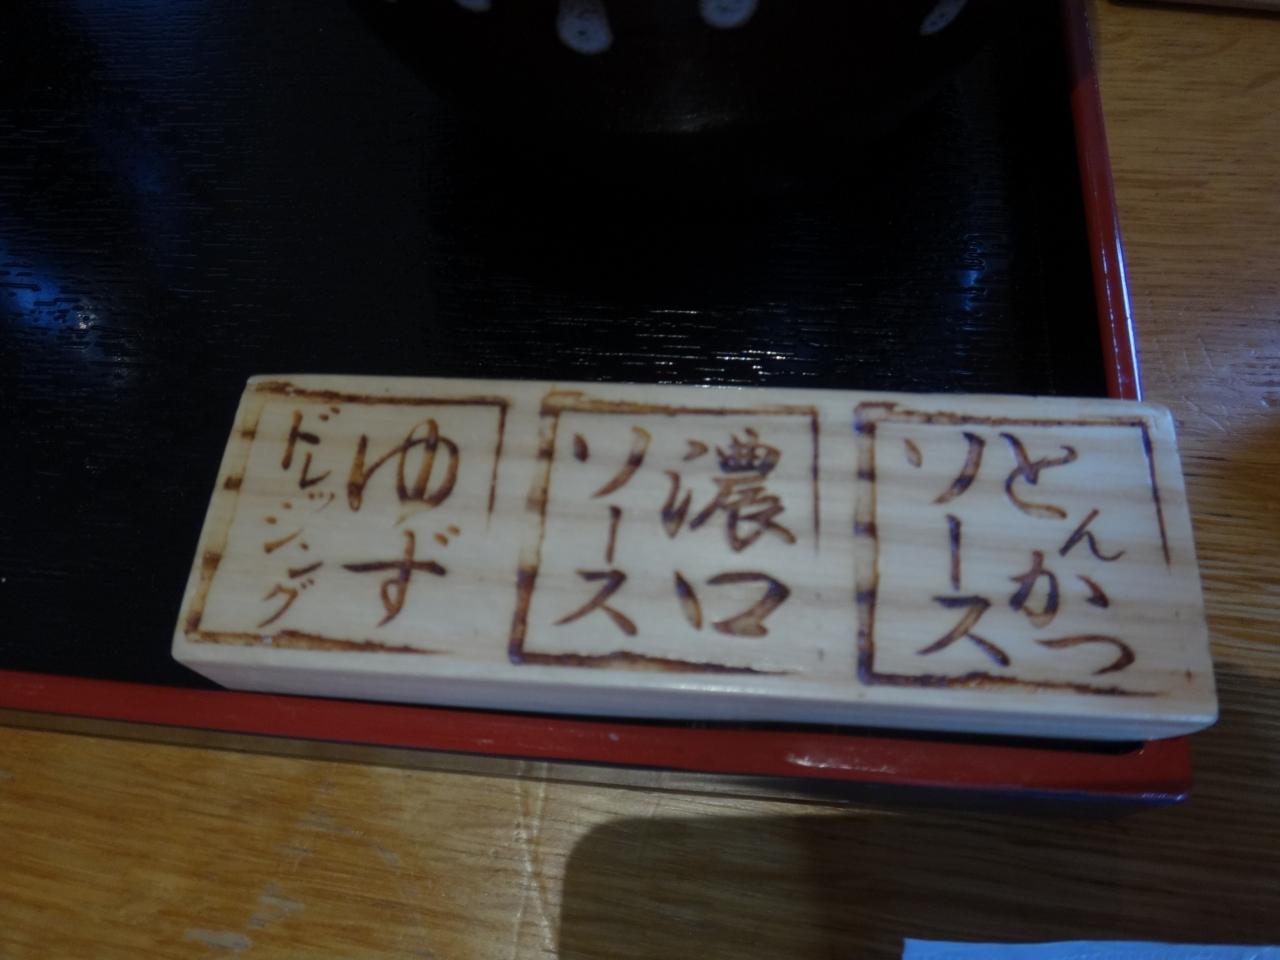 とんかつ
ソース
濃口
ソース
ゆず
ドレッシング